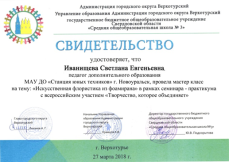 Администрация городского округа Верхотурский
Управление образования Администрации городского округа Верхотурский
государственное бюджетное общеобразовательное учреждение
Свердловской области
«Средняя общеобразовательная школа № 3»
СВИДЕТЕЛЬСТВО
удостоверяет, что
Иванищева Светлана Евгеньевна
педагог дополнительного образования
МАУ ДО «Станция юных техников» г. Новоуральск, провела мастер класс
на тему: «Искусственная флористика из фоамирана» в рамках семинара - практикума
с всероссийским участием «Творчество, которое объединяет»
г. Верхотурье
27 марта 2018 г.